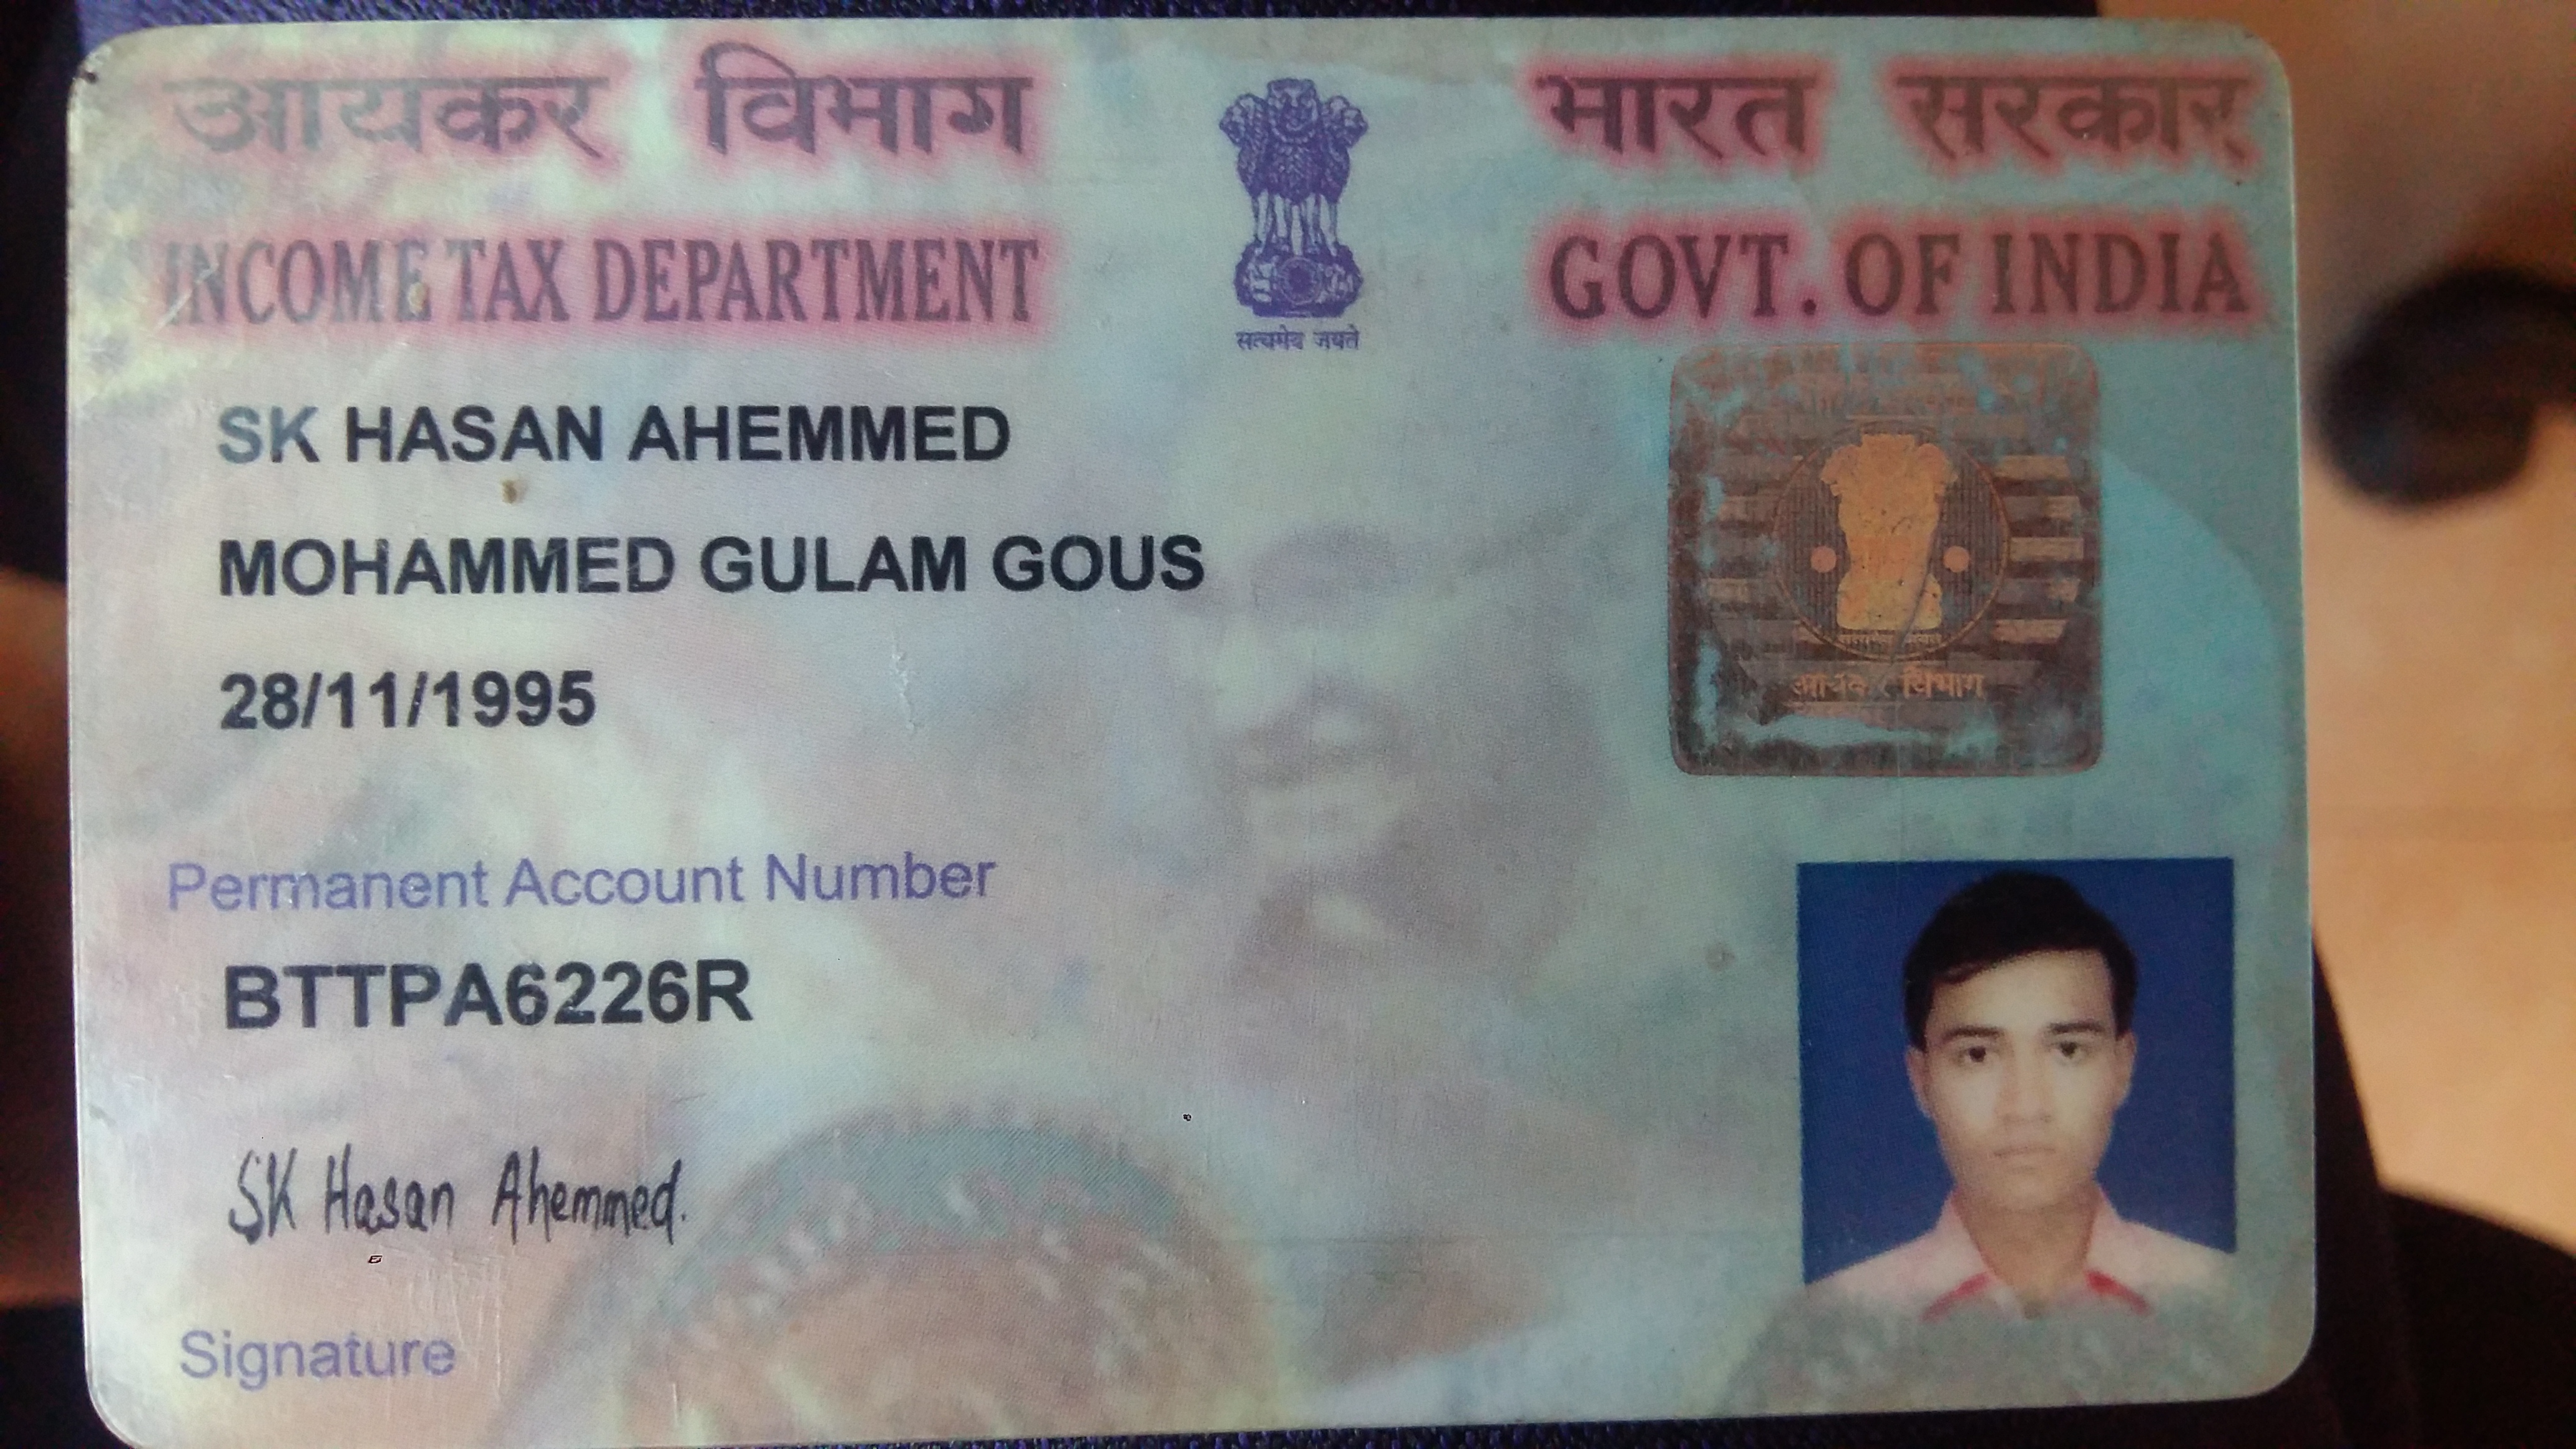 आयकर विभाग
INCOME TAX DEPARTMENT
सत्यमेव जयते
भारत सरकार
GOVT. OF INDIA
SK HASAN AHEMMED
MOHAMMED GULAM GOUS
28/11/1995
Permanent Account Number
BTTPA6226R
SK Hasan Ahemmed.
Signature
आयकर विभाग